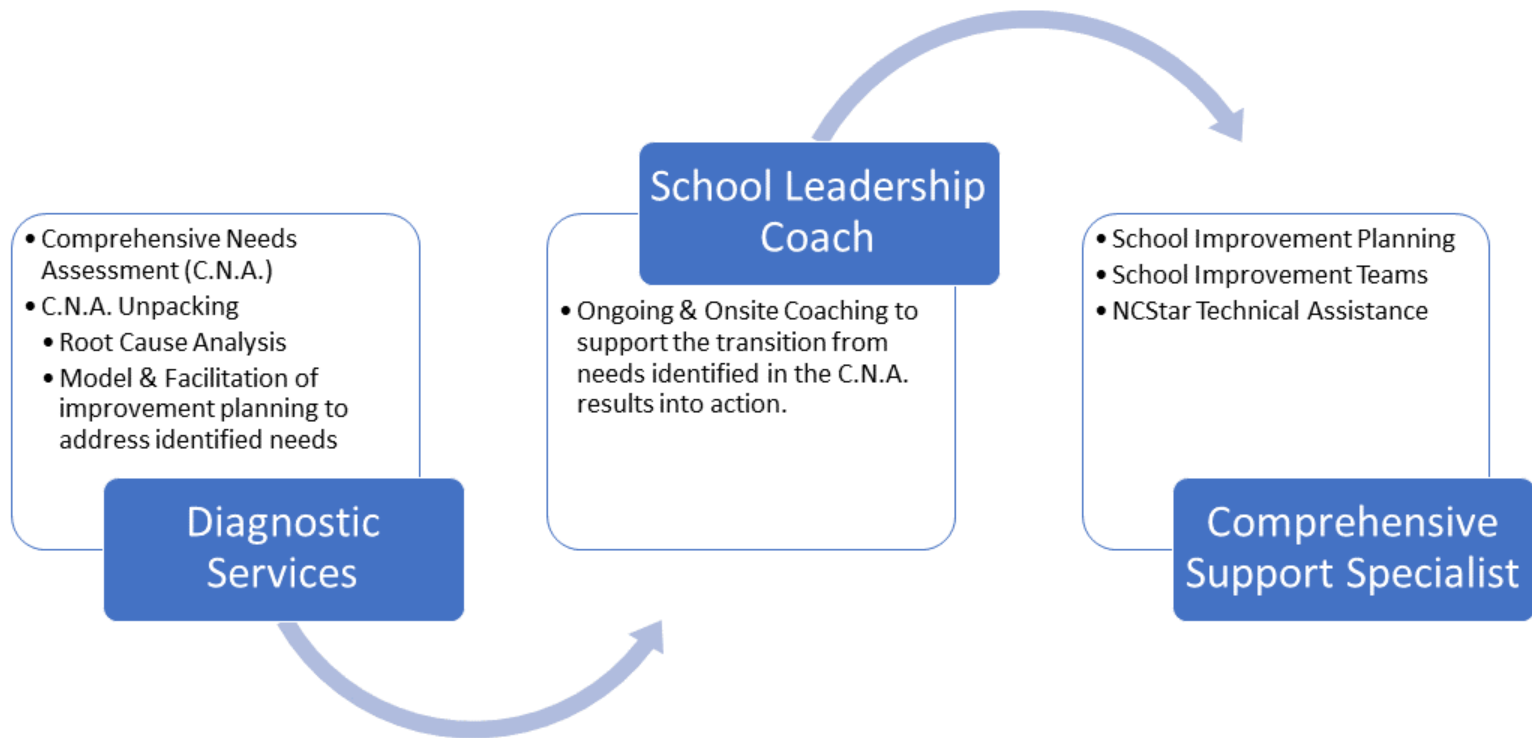 • Comprehensive Needs
Assessment (C.N.A.)
• C.N.A. Unpacking
• Root Cause Analysis
• Model & Facilitation of
improvement planning to
address identified needs
Diagnostic
Services
School Leadership
Coach
• Ongoing & Onsite Coaching to
support the transition from
needs identified in the C.N.A.
results into action.
• School Improvement Planning
• School Improvement Teams
• NCStar Technical Assistance
Comprehensive
Support Specialist